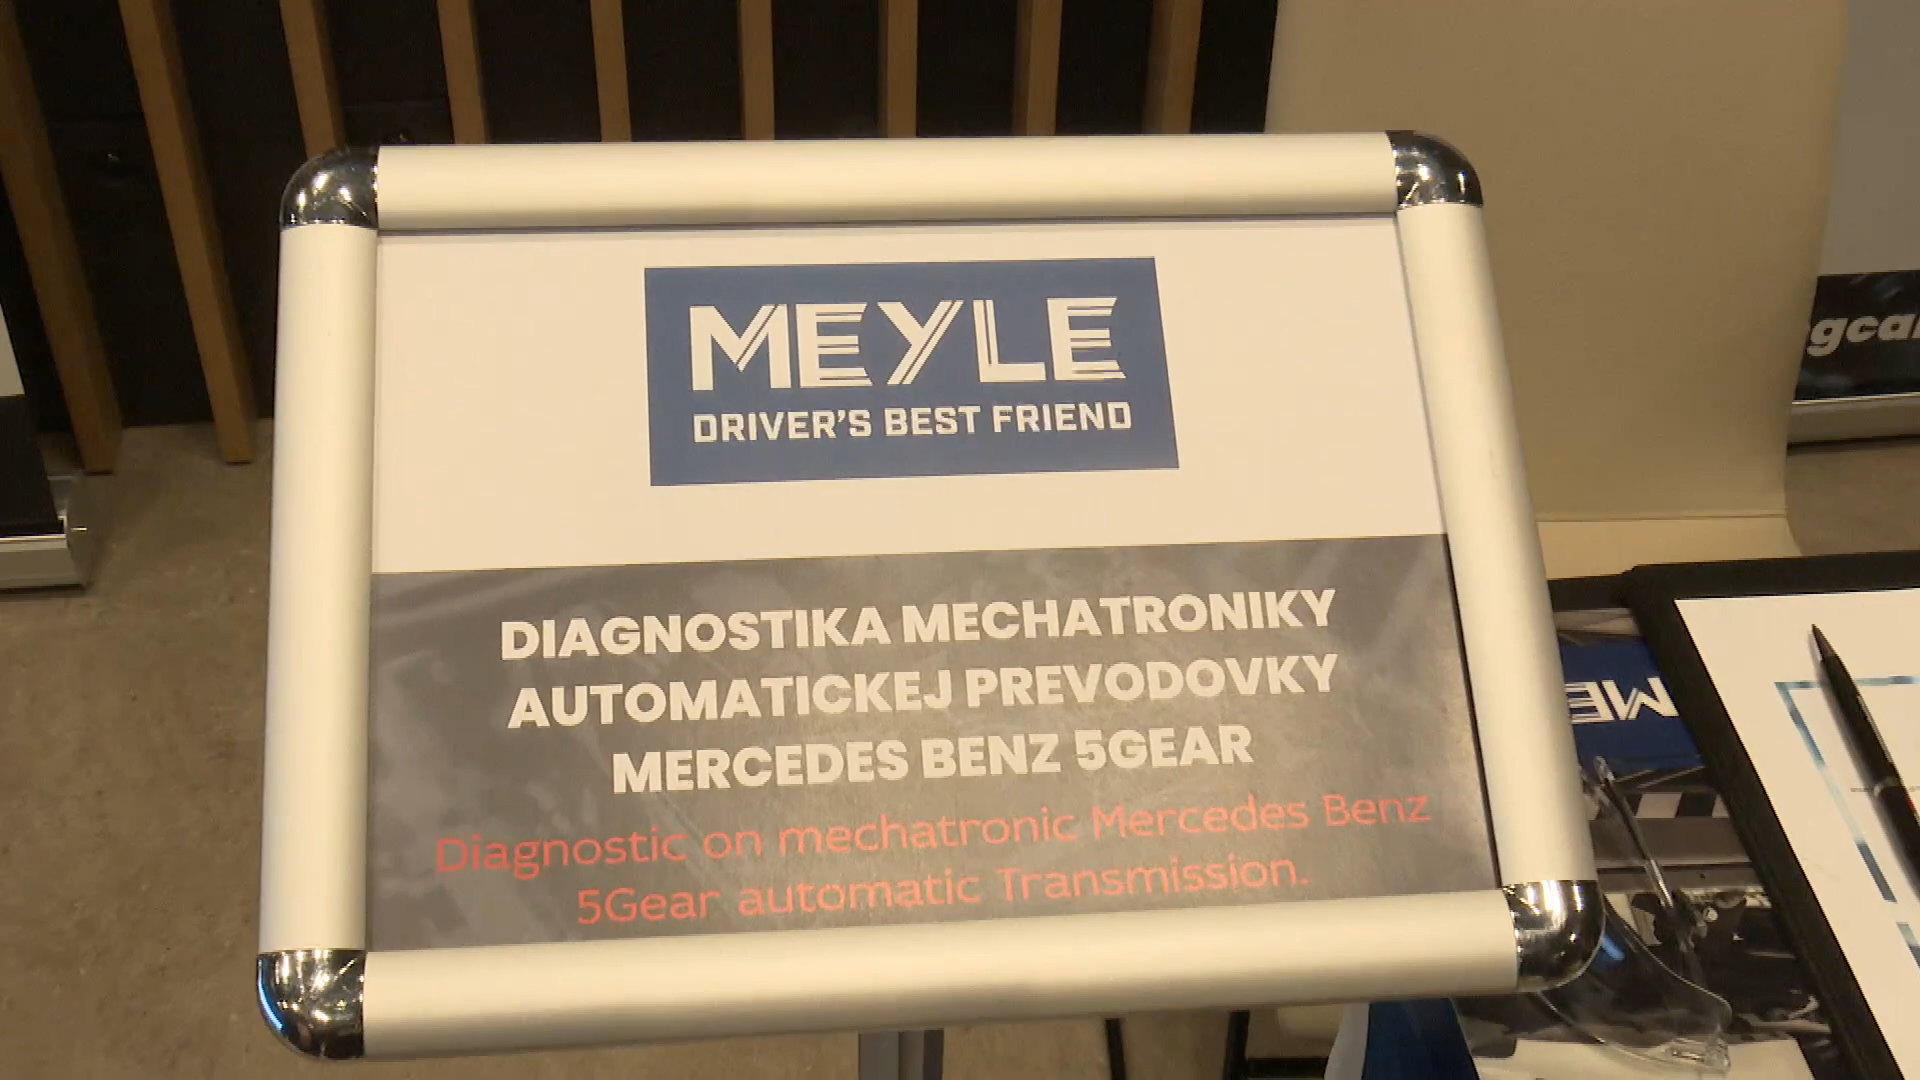 MEYLE
DRIVER'S BEST FRIEND
DIAGNOSTIKA MECHATRONIKY
AUTOMATICKEJ PREVODOVKY
MERCEDES BENZ 5GEAR
Diagnostic on mechatronic Mercedes Benz
5Gear automatic Transmission.